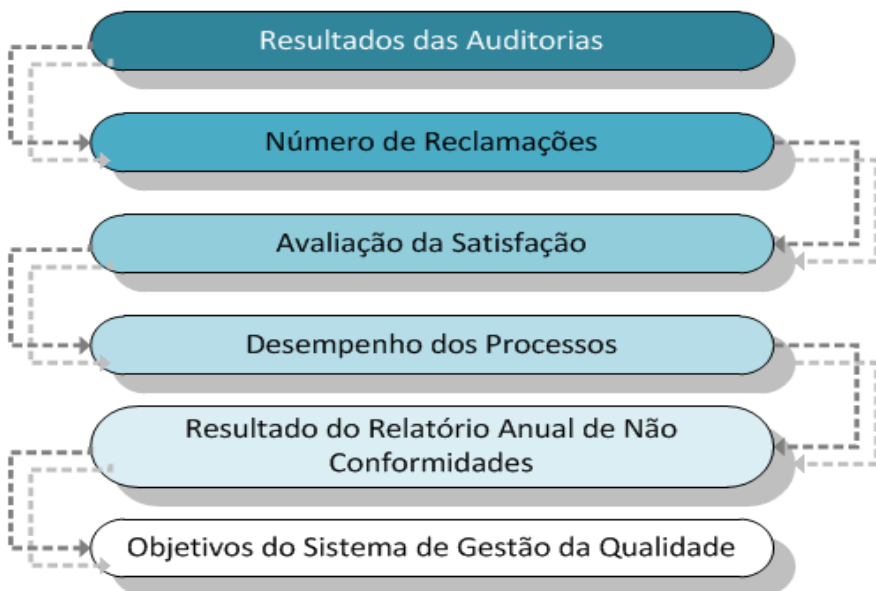 Resultados das Auditorias
Número de Reclamações
Avaliação da Satisfação
Desempenho dos Processos
Resultado do Relatório Anual de Não
Conformidades
Objetivos do Sistema de Gestão da Qualidade